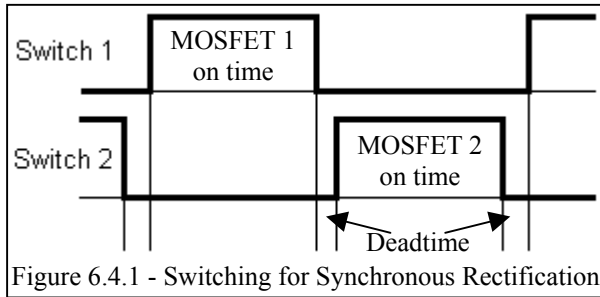 Switch 1
MOSFET 1
on time
Switch 2
MOSFET 2
on time
Deadtime
Figure 6.4.1 - Switching for Synchronous Rectification